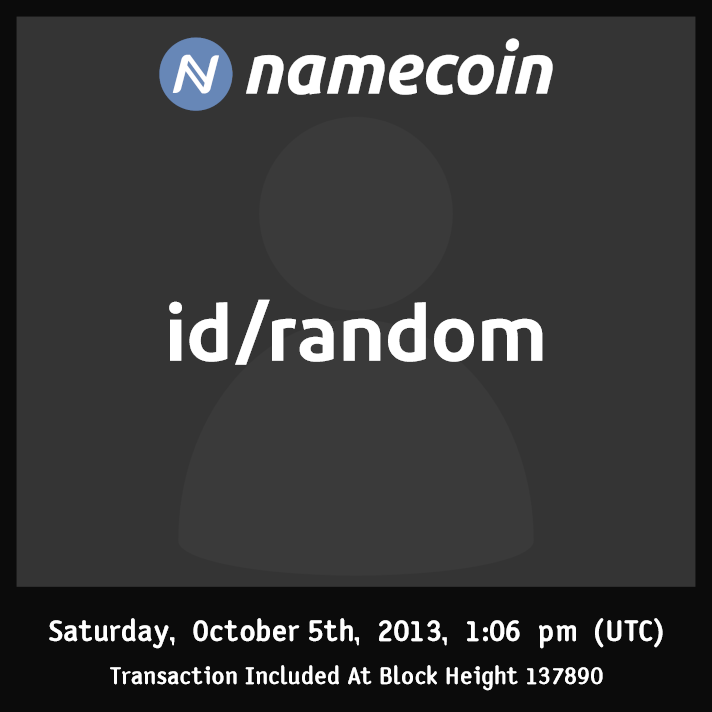 namecoin
id/random
Saturday, October 5th, 2013, 1:06 pm (UTC)
Transaction Included At Block Height 137890